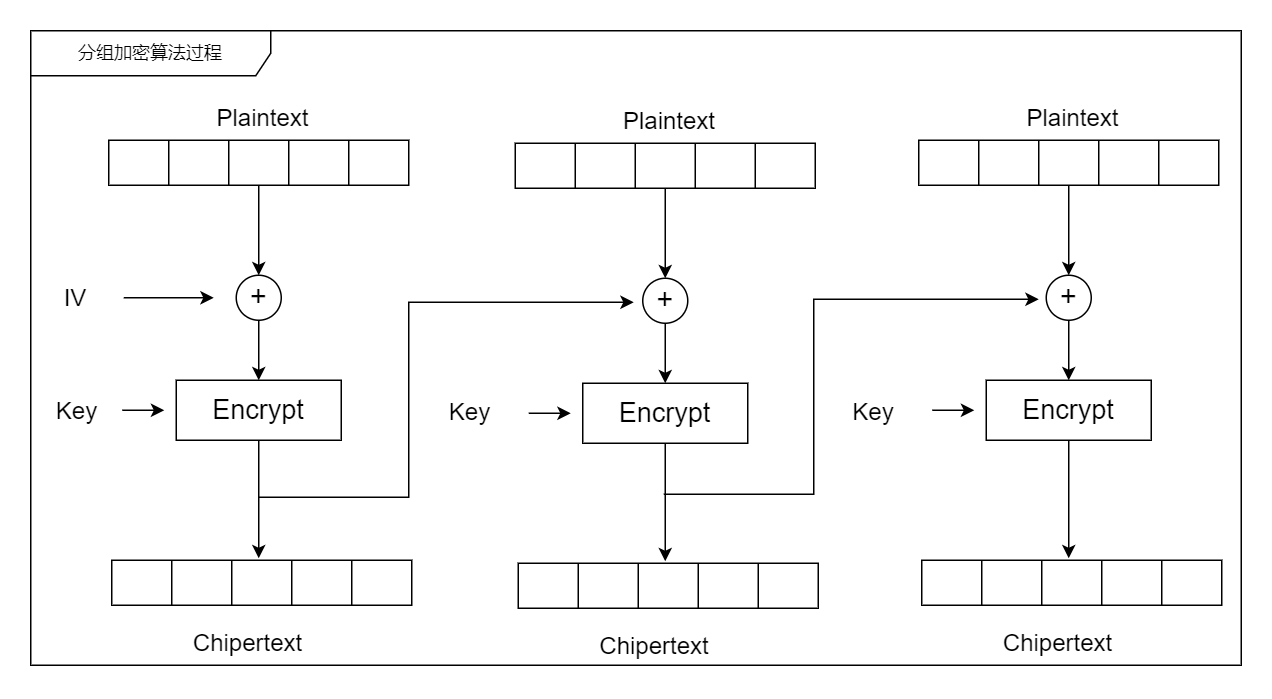 分组加密算法过程
Plaintext
Plaintext
Plaintext
IV
+
+
+
Key
Encrypt
Key
Encrypt
Key
Encrypt
Chipertext
Chipertext
Chipertext